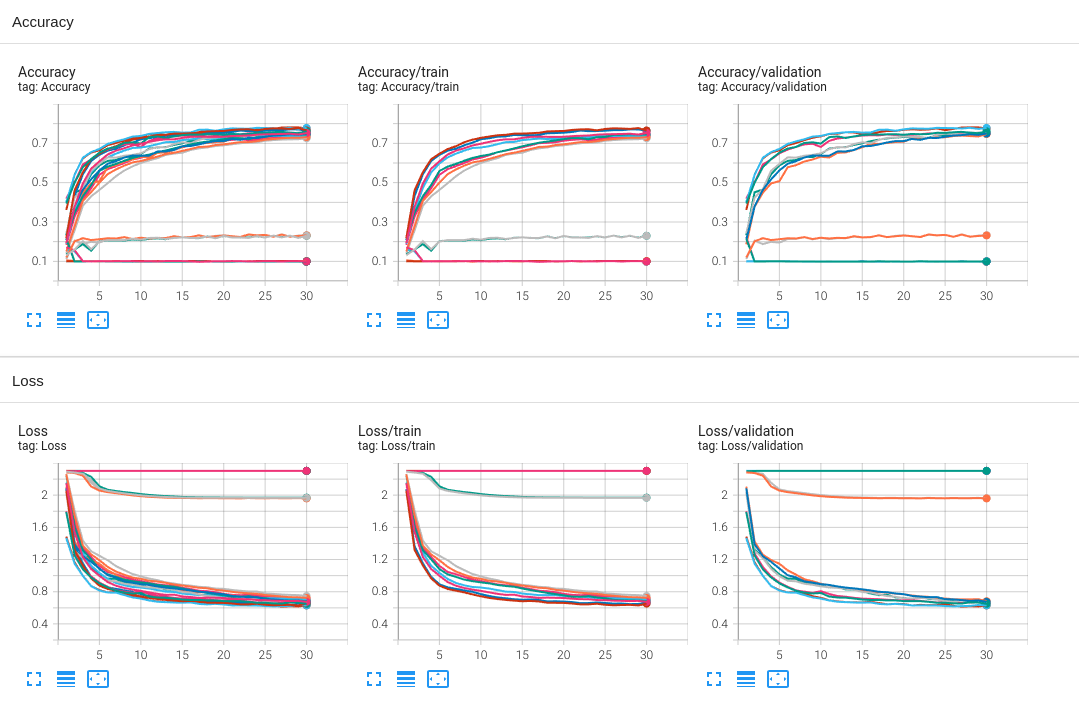 Accuracy
Accuracy
tag: Accuracy
0.7
0.5
0.3
0.1
5 10 15 20 25 30
Accuracy/train
tag: Accuracy/train
0.7
0.5
0.3
0.1
5 10 15 20 25 30
Accuracy/validation
tag: Accuracy/validation
0.7
0.5
0.3
0.1
5 10 15 20 25 30
Loss
Loss
tag: Loss
2
1.6
1.2
0.8
0.4
5 10 15 20 25 30
Loss/train
tag: Loss/train
2
1.6
1.2
0.8
0.4
5 10 15 20 25 30
Loss/validation
tag: Loss/validation
2
1.6
1.2
0.8
0.4
5 10 15 20 25 30